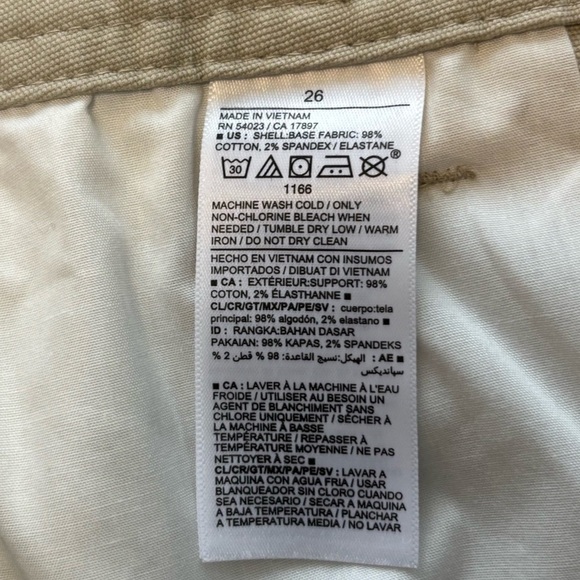 26
MADE IN VIETNAM
RN 54023 / CA 17897
■ US : SHELL:BASE FABRIC: 98%
COTTON, 2% SPANDEX / ELASTANE
30
®
1166
MACHINE WASH COLD / ONLY
NON-CHLORINE BLEACH WHEN
NEEDED / TUMBLE DRY LOW / WARM
IRON / DO NOT DRY CLEAN
HECHO EN VIETNAM CON INSUMOS
IMPORTADOS / DIBUAT DI VIETNAM
■ CA : EXTÉRIEUR:SUPPORT: 98%
COTON, 2% ÉLASTHANNE ■
CL/CR/GT/MX/PA/PE/SV : cuerpo:tela
principal: 98% algodón, 2% elastano ■
ID : RANGKA:BAHAN DASAR
PAKAIAN: 98% KAPAS, 2% SPANDEKS
■ AE : الهيكل: نسيج القاعدة: 98 % قطن 2 %
سباندیکس
■ CA : LAVER À LA MACHINE À L'EAU
FROIDE / UTILISER AU BESOIN UN
AGENT DE BLANCHIMENT SANS
CHLORE UNIQUEMENT / SÉCHER À
LA MACHINE À BASSE
TEMPÉRATURE / REPASSER À
TEMPÉRATURE MOYENNE / NE PAS
NETTOYER À SEC ■
CL/CR/GT/MX/PA/PE/SV : LAVAR A
MAQUINA CON AGUA FRIA / USAR
BLANQUEADOR SIN CLORO CUANDO
SEA NECESARIO / SECAR A MAQUINA
A BAJA TEMPERATURA / PLANCHAR
A TEMPERATURA MEDIA / NO LAVAR